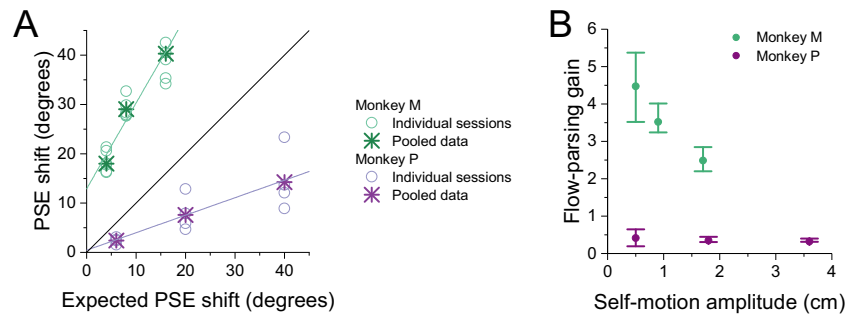 A
PSE shift (degrees)
40
30
20
10
0
0
10
20
30
40
Expected PSE shift (degrees)
Monkey M
Individual sessions
Pooled data
Monkey P
Individual sessions
Pooled data
B
Flow-parsing gain
6
5
4
3
2
1
0
0
1
2
3
4
Self-motion amplitude (cm)
Monkey M
Monkey P